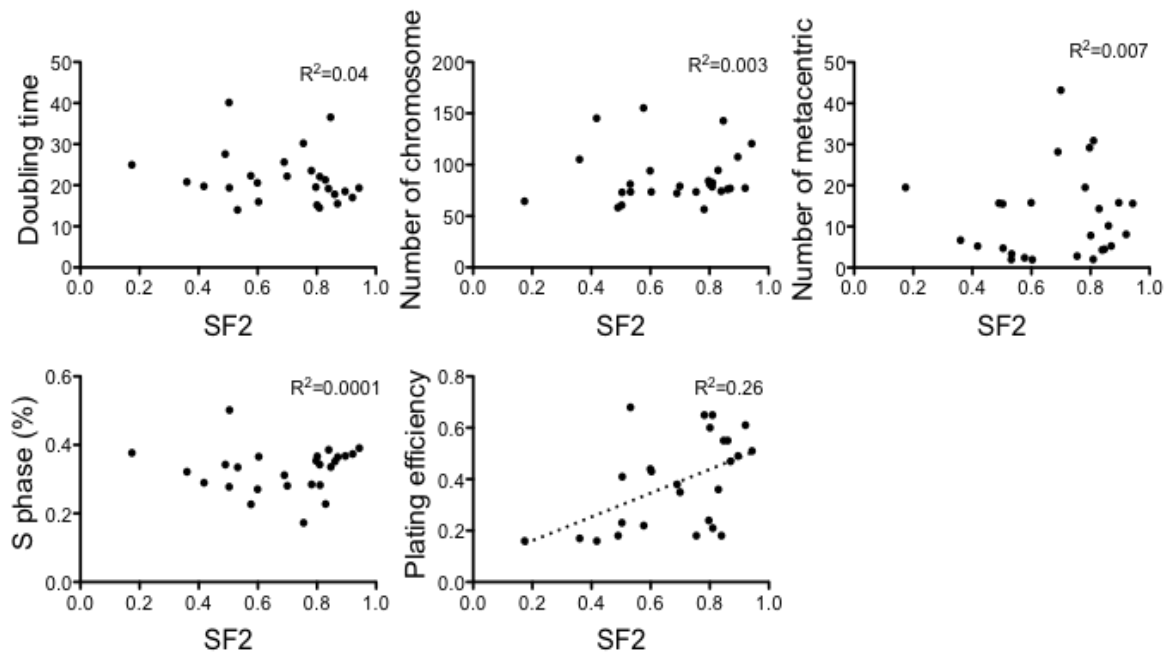 Doubling time
50
40
30
20
10
0
R²=0.04
0.0 0.2 0.4 0.6 0.8 1.0
SF2
Number of chromosome
200
150
100
50
0
R²=0.003
0.0 0.2 0.4 0.6 0.8 1.0
SF2
Number of metacentric
50
40
30
20
10
0
R²=0.007
0.0 0.2 0.4 0.6 0.8 1.0
SF2
S phase (%)
0.6
0.4
0.2
0.0
R²=0.0001
0.0 0.2 0.4 0.6 0.8 1.0
SF2
Plating efficiency
0.8
0.6
0.4
0.2
0.0
R²=0.26
0.0 0.2 0.4 0.6 0.8 1.0
SF2